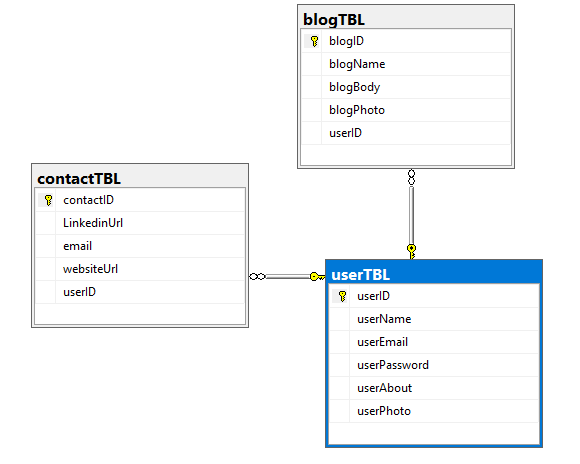 blogTBL
blogID
blogName
blogBody
blogPhoto
userID
contactTBL
contactID
LinkedinUrl
email
websiteUrl
userID
userTBL
userID
userName
userEmail
userPassword
userAbout
userPhoto